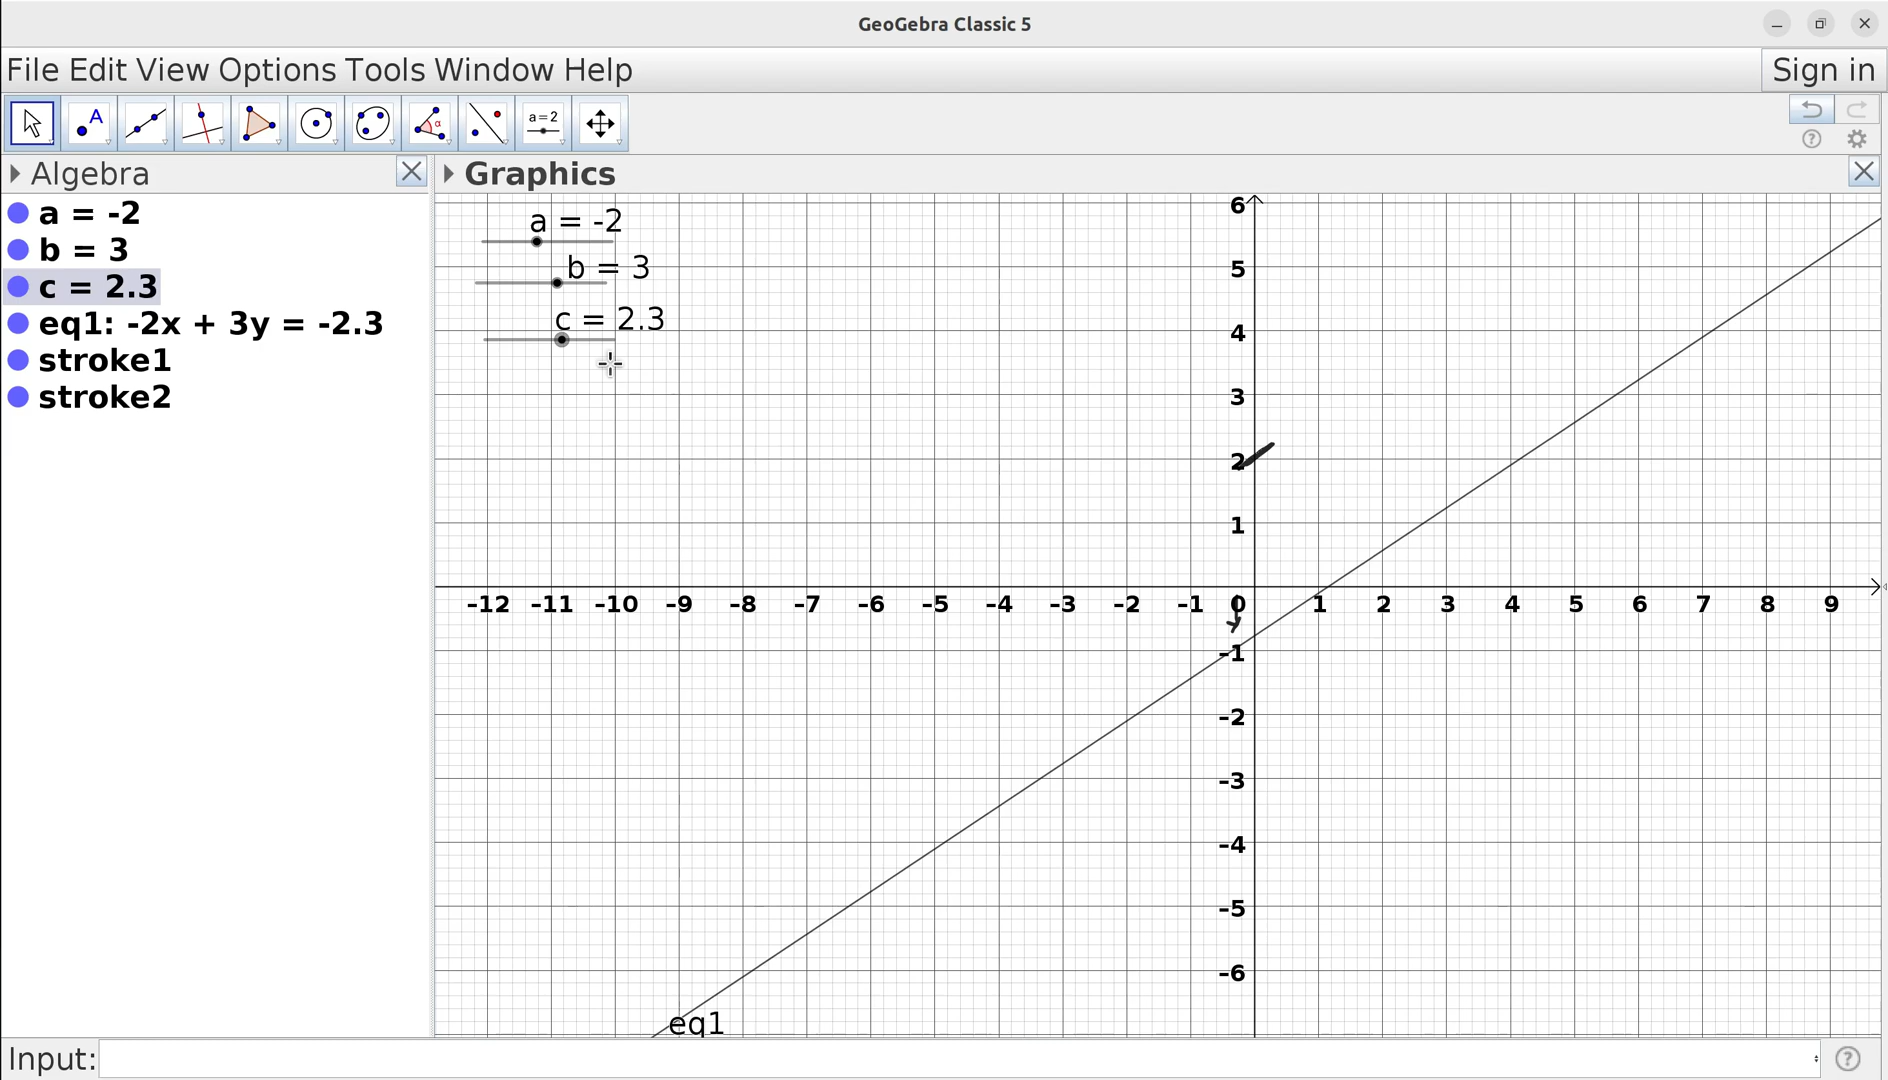 GeoGebra Classic 5
File Edit View Options Tools Window Help
Sign in
A
α
a=2
Algebra
Graphics
a = -2
b = 3
c = 2.3
eq1: -2x + 3y = -2.3
stroke1
stroke2
a = -2
b = 3
c = 2.3
6
5
4
3
2
1
-12 -11 -10 -9 -8 -7 -6 -5 -4 -3 -2 -1 0 1 2 3 4 5 6 7 8 9
-1
-2
-3
-4
-5
-6
eq1
Input: